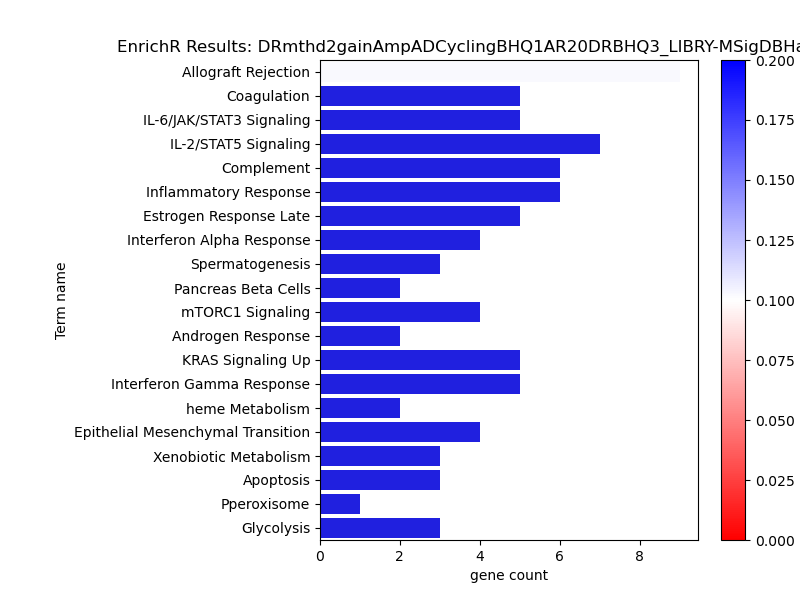 EnrichR Results: DRmthd2gainAmpADCyclingBHQ1AR20DRBHQ3_LIBRY-MSigDBHa
Term name
Allograft Rejection
Coagulation
IL-6/JAK/STAT3 Signaling
IL-2/STAT5 Signaling
Complement
Inflammatory Response
Estrogen Response Late
Interferon Alpha Response
Spermatogenesis
Pancreas Beta Cells
mTORC1 Signaling
Androgen Response
KRAS Signaling Up
Interferon Gamma Response
heme Metabolism
Epithelial Mesenchymal Transition
Xenobiotic Metabolism
Apoptosis
Pperoxisome
Glycolysis
0 2 4 6 8
gene count
0.200
0.175
0.150
0.125
0.100
0.075
0.050
0.025
0.000